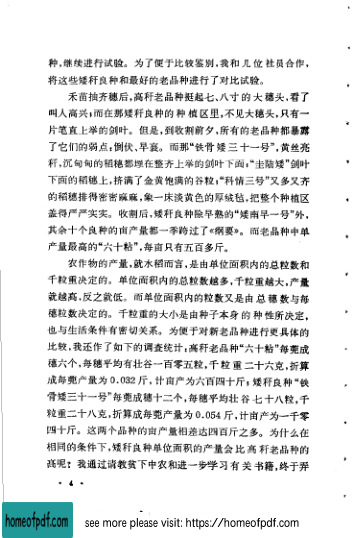 种,继续进行试验。为了便于比较鉴别,我和几位社员合作,
将这些矮秆良种和最好的老品种进行了对比试验。
禾苗抽齐穗后,高秆老品种挺起七、八寸的大穗头,看了
叫人高兴;而在那矮秆良种的种植区里,不见大穗头,只有一
片笔直上举的剑叶。但是,到收割前夕,所有的老品种都暴露
了它们的弱点:倒伏、早衰。而那“铁骨矮三十一号”,黄丝亮
秆,沉甸甸的稻穗都埋在整齐上举的剑叶下面;“圭陆矮”剑叶
下面的稻穗上,挤满了金黄饱满的谷粒;“科情三号”又多又齐
的稻穗排得密密麻麻,象一床淡黄色的厚绒毡,把整个种植区
盖得严严实实。收割后,矮秆良种除早熟的“矮南早一号”外,
其余十个良种的亩产量都一季跨过了《纲要》。而老品种中单
产量最高的“六十粘”,每亩只有五百多斤。
农作物的产量,就水稻而言,是由单位面积内的总粒数和
千粒重决定的。单位面积内的总粒数越多,千粒重越大,产量
就越高,反之就低。而单位面积内的粒数又是由总穗数与每
穗粒数决定的。千粒重的大小是由种子本身的种性所决定,
也与生活条件有密切关系。为便于对新老品种进行更具体的
比较,我还作了如下的调查统计:高秆老品种“六十粘”每蔸成
穗六个,每穗平均有壮谷一百零五粒,千粒重二十六克,折算
成每蔸产量为0.032斤,计亩产为六百四十斤;矮秆良种“铁
骨矮三十一号”每蔸成穗十二个,每穗平均壮谷七十八粒,千
粒重二十八克,折算成每蔸产量为0.054斤,计亩产为一千零
四十斤。这两个品种的亩产量相差达四百斤之多。为什么在
相同的条件下,矮秆良种单位面积的产量会比高秆老品种的
高呢?我通过请教贫下中农和进一步学习有关书籍,终于弄
· 4 ·
homeofpdf.com
see more please visit: https://homeofpdf.com